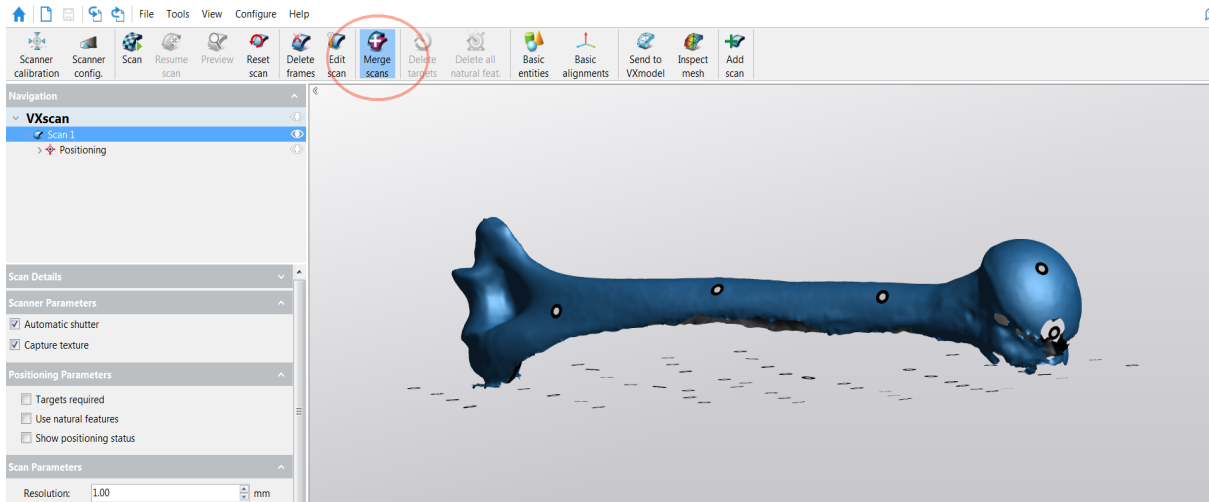 File Tools View Configure Help
Scanner calibration
Scanner config.
Scan
Resume scan
Preview
Reset scan
Delete frames
Edit scan
Merge scans
Delete targets
Delete all natural feat.
Basic entities
Basic alignments
Send to VXmodel
Inspect mesh
Add scan
Navigation
VXscan
Scan 1
Positioning
Scan Details
Scanner Parameters
Automatic shutter
Capture texture
Positioning Parameters
Targets required
Use natural features
Show positioning status
Scan Parameters
Resolution: 1.00 mm